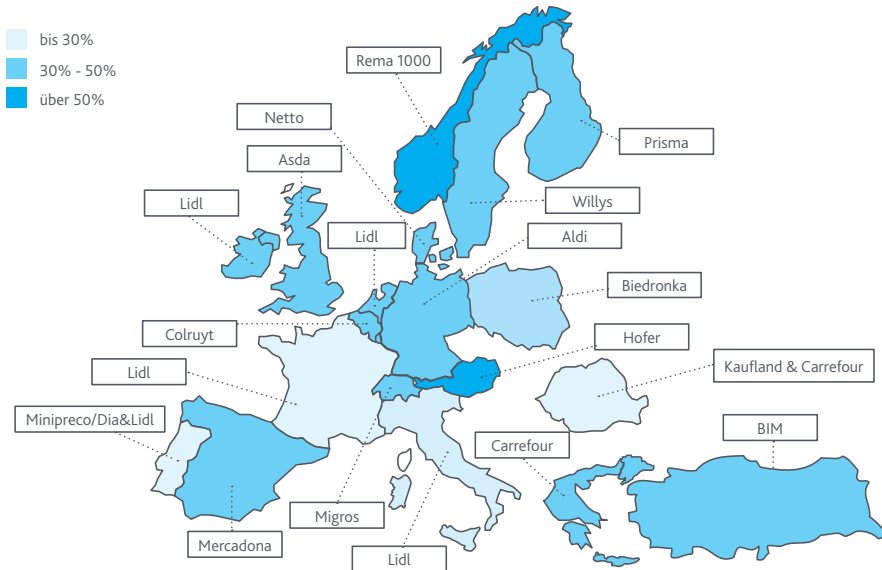 bis 30%
30% - 50%
über 50%
Rema 1000
Netto
Prisma
Asda
Lidl
Willys
Lidl
Aldi
Biedronka
Colruyt
Hofer
Lidl
Kaufland & Carrefour
Minipreco/Dia&Lidl
BIM
Carrefour
Migros
Mercadona
Lidl